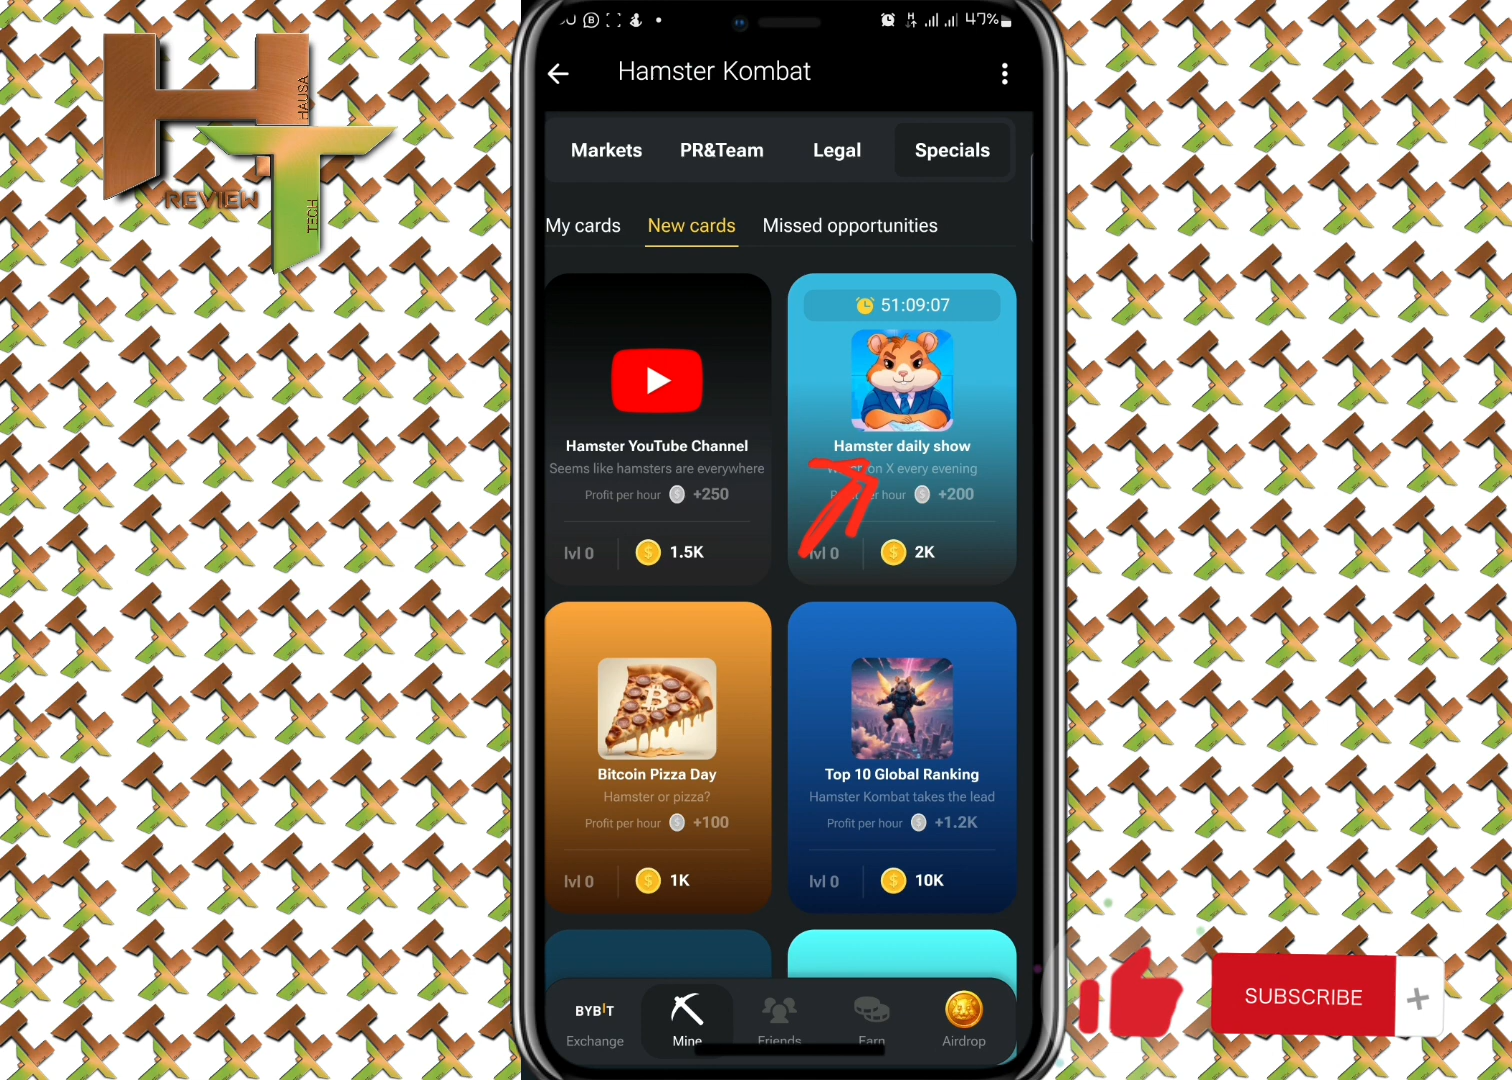 HAUSA
REVIEW
TECH
47%
Hamster Kombat
Markets
PR&Team
Legal
Specials
My cards
New cards
Missed opportunities
51:09:07
Hamster YouTube Channel
Seems like hamsters are everywhere
Profit per hour +250
lvl 0
1.5K
Hamster daily show
on X every evening
hour +200
lvl 0
2K
Bitcoin Pizza Day
Hamster or pizza?
Profit per hour +100
lvl 0
1K
Top 10 Global Ranking
Hamster Kombat takes the lead
Profit per hour +1.2K
lvl 0
10K
BYBIT
Exchange
Mine
Friends
Earn
Airdrop
SUBSCRIBE